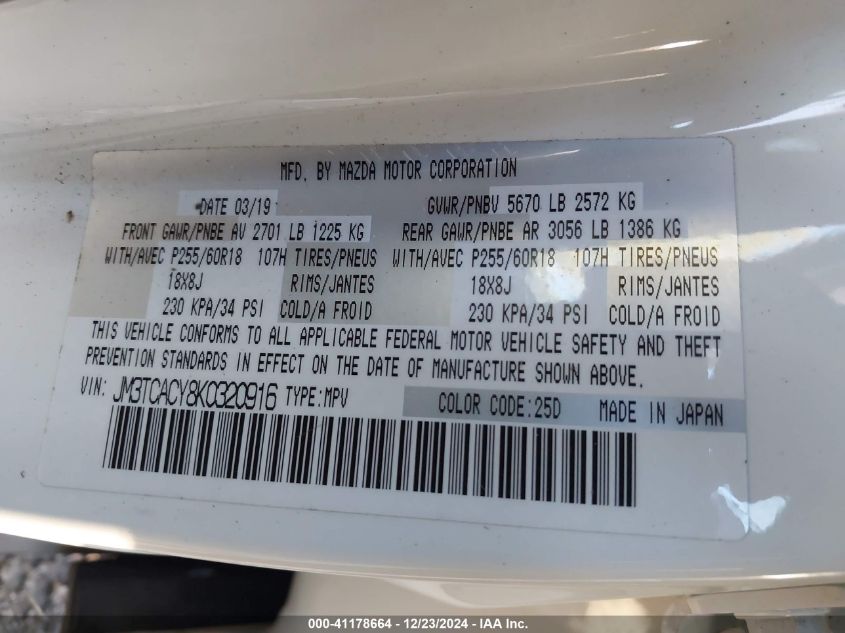 MFD. BY MAZDA MOTOR CORPORATION
DATE 03/19 GVWR/PNBV 5670 LB 2572 KG
FRONT GAWR/PNBE AV 2701 LB 1225 KG REAR GAWR/PNBE AR 3056 LB 1386 KG
WITH/AVEC P255/60R18 107H TIRES/PNEUS WITH/AVEC P255/60R18 107H TIRES/PNEUS
18X8J RIMS/JANTES 18X8J RIMS/JANTES
230 KPA/34 PSI COLD/A FROID 230 KPA/34 PSI COLD/A FROID
THIS VEHICLE CONFORMS TO ALL APPLICABLE FEDERAL MOTOR VEHICLE SAFETY AND THEFT
PREVENTION STANDARDS IN EFFECT ON THE DATE OF MANUFACTURE SHOWN ABOVE.
VIN: JM3TCACY8K0320916 TYPE:MPV COLOR CODE:25D MADE IN JAPAN
000-41178664 - 12/23/2024 - IAA Inc.